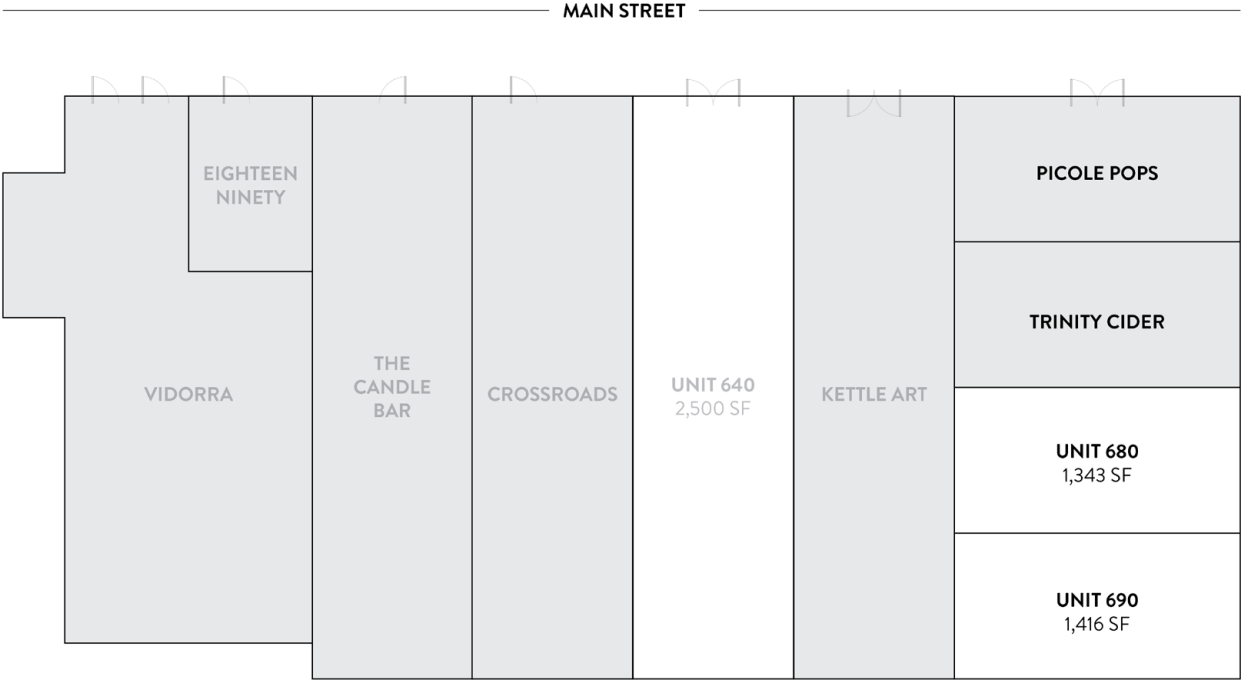 MAIN STREET
EIGHTEEN
NINETY
PICOLE POPS
TRINITY CIDER
VIDORRA
THE
CANDLE
BAR
CROSSROADS
UNIT 640
2,500 SF
KETTLE ART
UNIT 680
1,343 SF
UNIT 690
1,416 SF